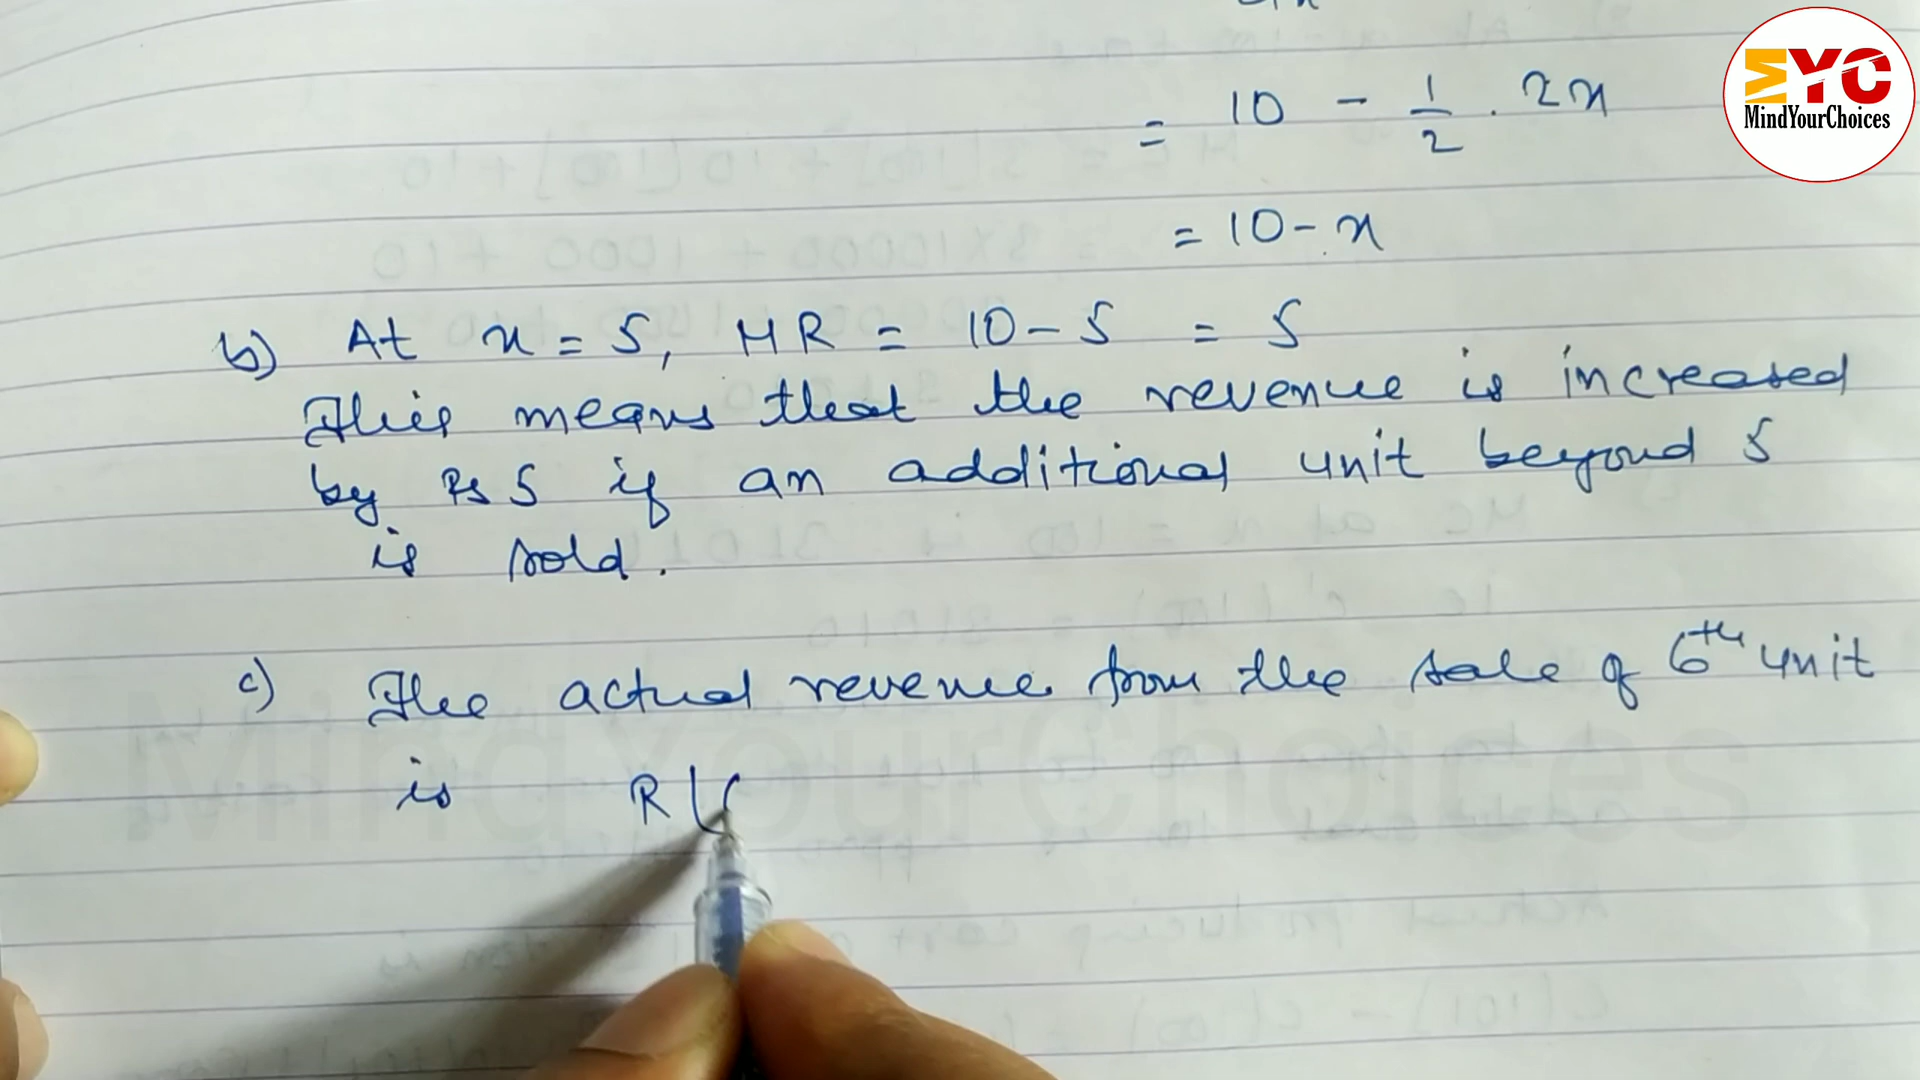 = 10 - 1/2 . 2x
MYC
MindYourChoices
= 10 - x
b) At x = 5, MR = 10 - 5 = 5
This means that the revenue is increased
by Rs 5 if an additional unit beyond 5
is sold.
c) The actual revenue from the sale of 6th unit
MindYourChoices
is R(